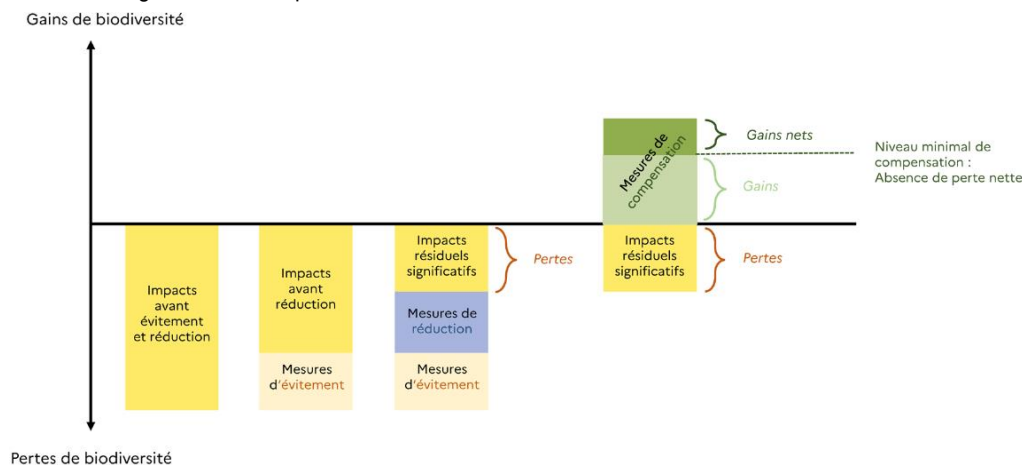 Gains de biodiversité
Mesures de
compensation
Gains nets
Niveau minimal de
compensation :
Absence de perte nette
Gains
Impacts
avant
évitement
et réduction
Impacts
avant
réduction
Mesures
d'évitement
Impacts
résiduels
significatifs
Mesures de
réduction
Mesures
d'évitement
Pertes
Impacts
résiduels
significatifs
Pertes
Pertes de biodiversité